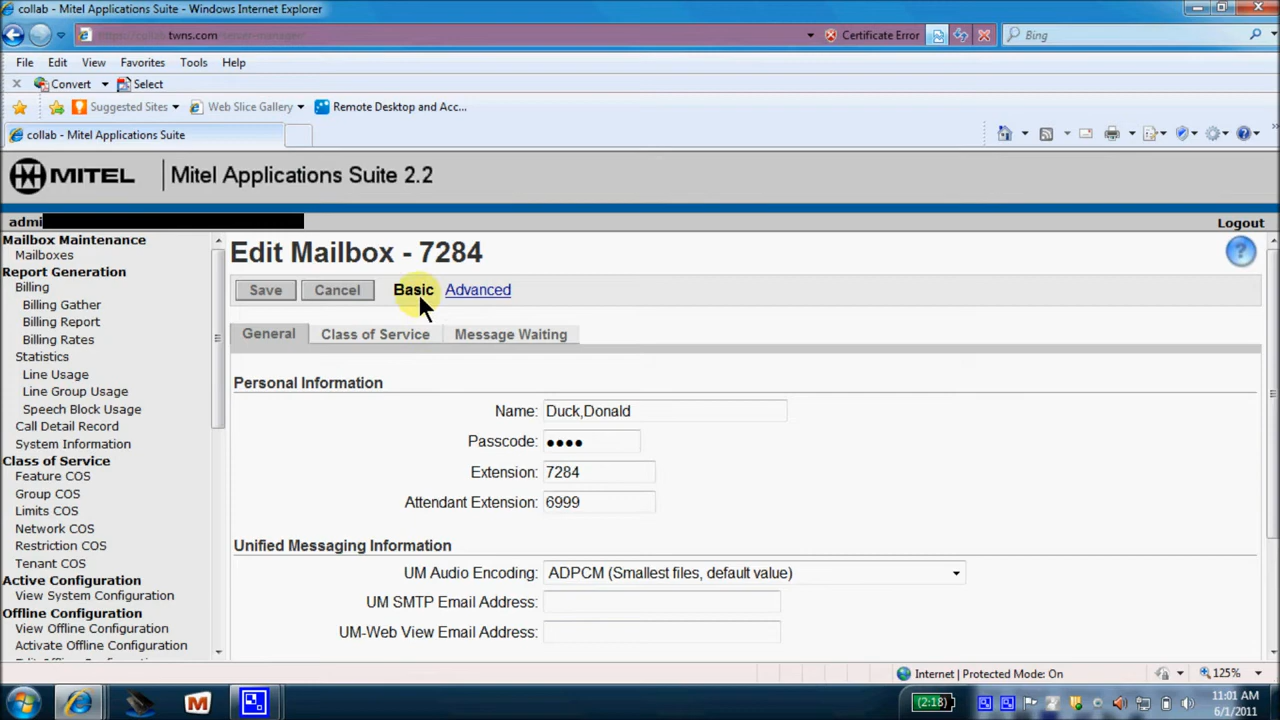 collab - Mitel Applications Suite - Windows Internet Explorer
twns.com
Certificate Error
Bing
File Edit View Favorites Tools Help
Convert Select
Suggested Sites Web Slice Gallery Remote Desktop and Acc...
collab - Mitel Applications Suite
MITEL Mitel Applications Suite 2.2
admi Logout
Mailbox Maintenance
Mailboxes
Report Generation
Billing
Billing Gather
Billing Report
Billing Rates
Statistics
Line Usage
Line Group Usage
Speech Block Usage
Call Detail Record
System Information
Class of Service
Feature COS
Group COS
Limits COS
Network COS
Restriction COS
Tenant COS
Active Configuration
View System Configuration
Offline Configuration
View Offline Configuration
Activate Offline Configuration
Edit Mailbox - 7284
Save Cancel Basic Advanced
General Class of Service Message Waiting
Personal Information
Name: Duck,Donald
Passcode: ●●●●
Extension: 7284
Attendant Extension: 6999
Unified Messaging Information
UM Audio Encoding: ADPCM (Smallest files, default value)
UM SMTP Email Address:
UM-Web View Email Address:
Internet | Protected Mode: On 125%
(2:18) 11:01 AM
6/1/2011